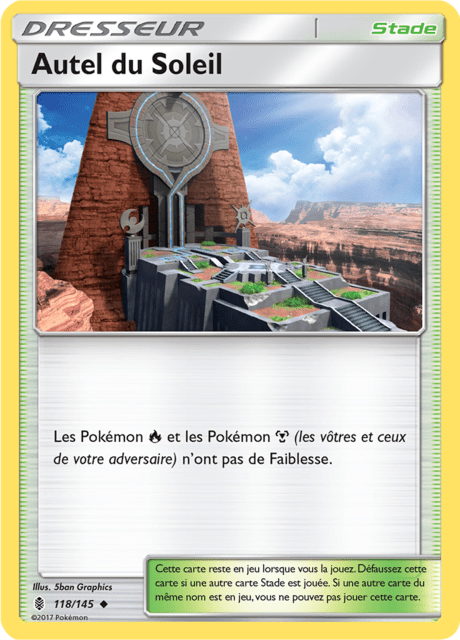 DRESSEUR
Stade
Autel du Soleil
Les Pokémon et les Pokémon (les vôtres et ceux
de votre adversaire) n'ont pas de Faiblesse.
Cette carte reste en jeu lorsque vous la jouez. Défaussez cette
carte si une autre carte Stade est jouée. Si une autre carte du
même nom est en jeu, vous ne pouvez pas jouer cette carte.
Illus. 5ban Graphics
118/145
©2017 Pokémon